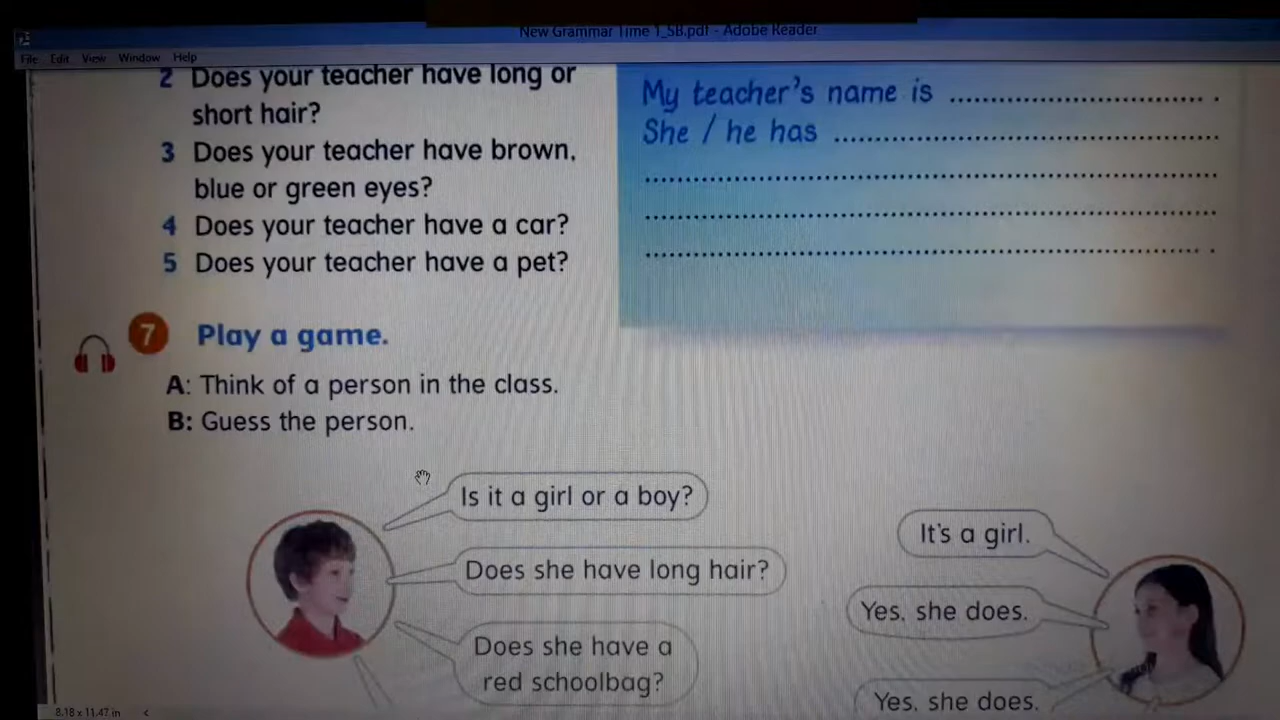 New Grammar Time 1_SB.pdf - Adobe Reader
File Edit View Window Help
2 Does your teacher have long or
short hair?
3 Does your teacher have brown,
blue or green eyes?
4 Does your teacher have a car?
5 Does your teacher have a pet?
My teacher's name is .................................. .
She / he has ..................................................
...........................................................................
...........................................................................
......................................................................... .
7 Play a game.
A: Think of a person in the class.
B: Guess the person.
Is it a girl or a boy?
It's a girl.
Does she have long hair?
Yes, she does.
Does she have a
red schoolbag?
Yes, she does.
8.18 x 11.47 in